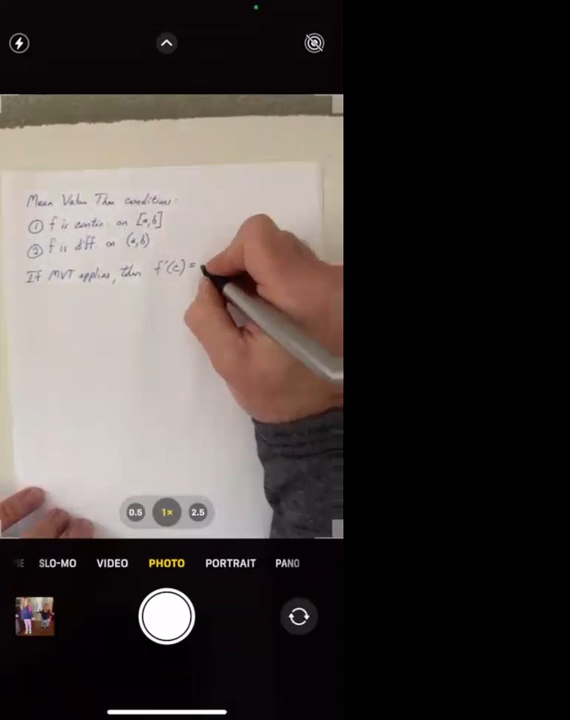 Mean Value Thm conditions:
① f is contin. on [a,b]
② f is diff. on (a,b)
If MVT applies, then f'(c) =
0.5 1× 2.5
SLO-MO VIDEO PHOTO PORTRAIT PANO